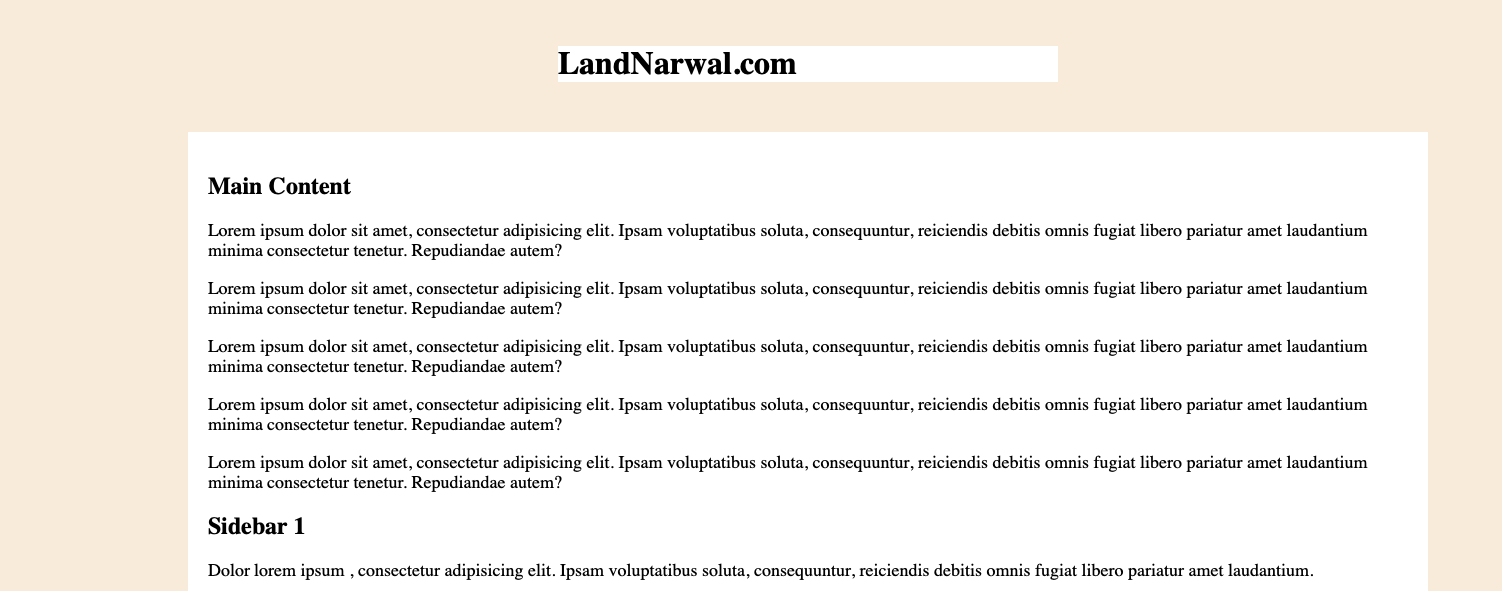 LandNarwal.com
Main Content
Lorem ipsum dolor sit amet, consectetur adipisicing elit. Ipsam voluptatibus soluta, consequuntur, reiciendis debitis omnis fugiat libero pariatur amet laudantium
minima consectetur tenetur. Repudiandae autem?
Lorem ipsum dolor sit amet, consectetur adipisicing elit. Ipsam voluptatibus soluta, consequuntur, reiciendis debitis omnis fugiat libero pariatur amet laudantium
minima consectetur tenetur. Repudiandae autem?
Lorem ipsum dolor sit amet, consectetur adipisicing elit. Ipsam voluptatibus soluta, consequuntur, reiciendis debitis omnis fugiat libero pariatur amet laudantium
minima consectetur tenetur. Repudiandae autem?
Lorem ipsum dolor sit amet, consectetur adipisicing elit. Ipsam voluptatibus soluta, consequuntur, reiciendis debitis omnis fugiat libero pariatur amet laudantium
minima consectetur tenetur. Repudiandae autem?
Lorem ipsum dolor sit amet, consectetur adipisicing elit. Ipsam voluptatibus soluta, consequuntur, reiciendis debitis omnis fugiat libero pariatur amet laudantium
minima consectetur tenetur. Repudiandae autem?
Sidebar 1
Dolor lorem ipsum , consectetur adipisicing elit. Ipsam voluptatibus soluta, consequuntur, reiciendis debitis omnis fugiat libero pariatur amet laudantium.